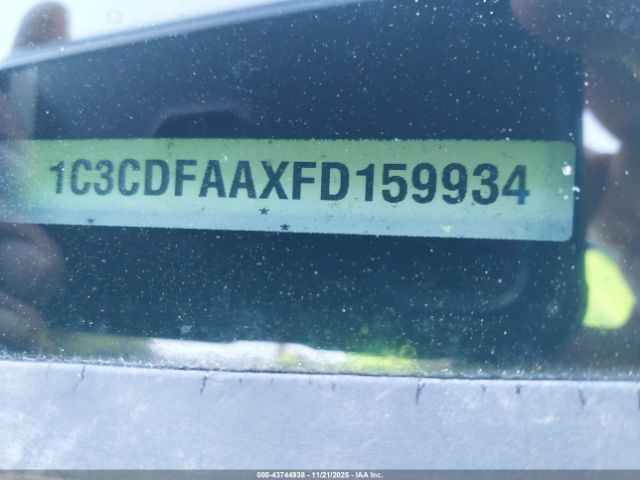 1C3CDFAAXFD159934
* * *
000-43744938 - 11/21/2025 - IAA Inc.